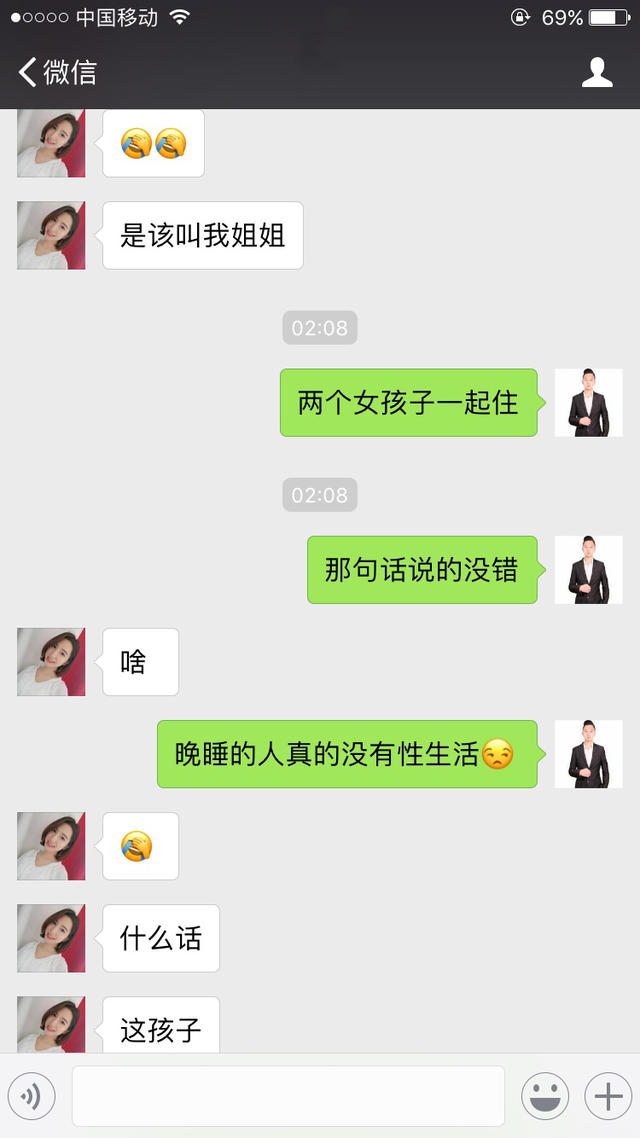 中国移动 69%
微信
🤦🤦
是该叫我姐姐
02:08
两个女孩子一起住
02:08
那句话说的没错
啥
晚睡的人真的没有性生活😒
🤦
什么话
这孩子